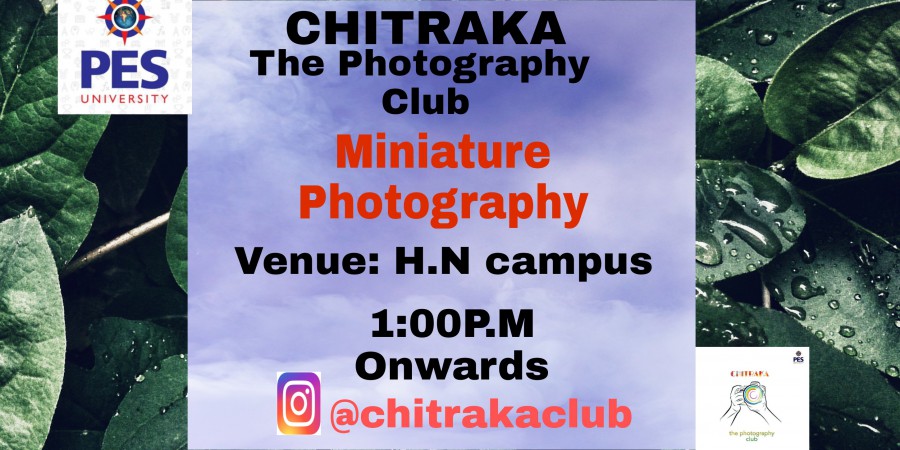 PES
UNIVERSITY
CHITRAKA
The Photography
Club
Miniature
Photography
Venue: H.N campus
1:00P.M
Onwards
@chitrakaclub
PES
CHITRAKA
the photography
club